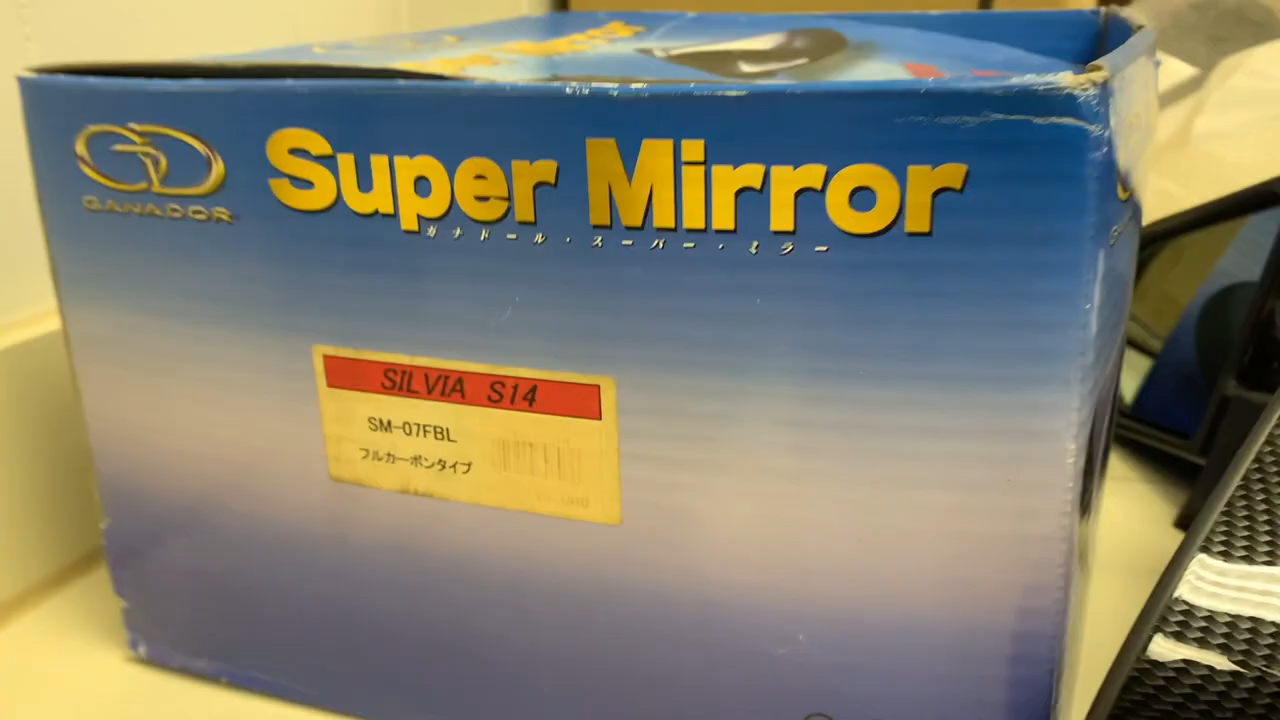 GANADOR
Super Mirror
ガナドール・スーパー・ミラー
SILVIA S14
SM-07FBL
フルカーボンタイプ